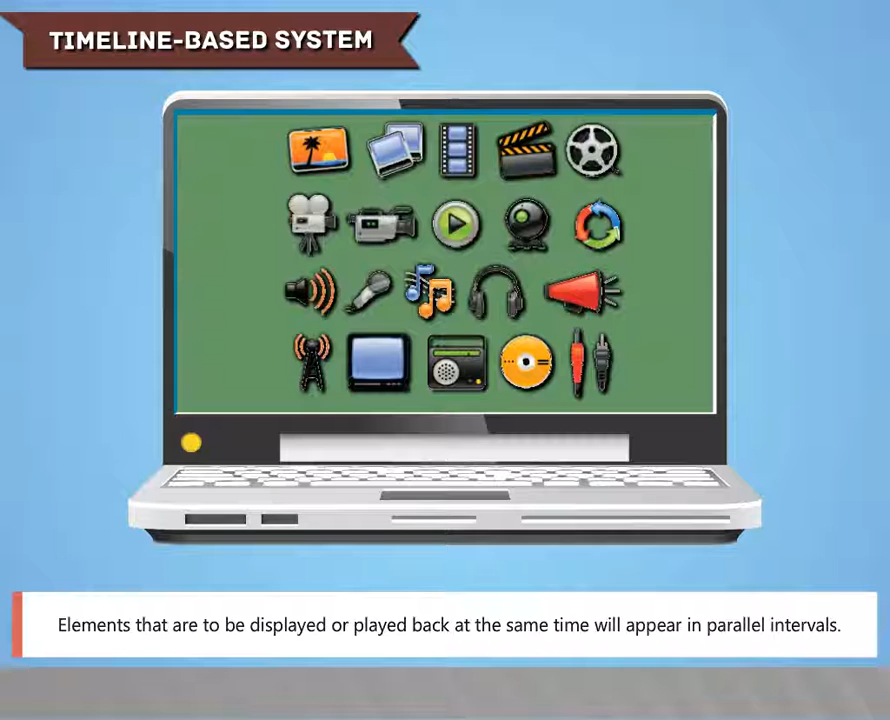 TIMELINE-BASED SYSTEM
Elements that are to be displayed or played back at the same time will appear in parallel intervals.